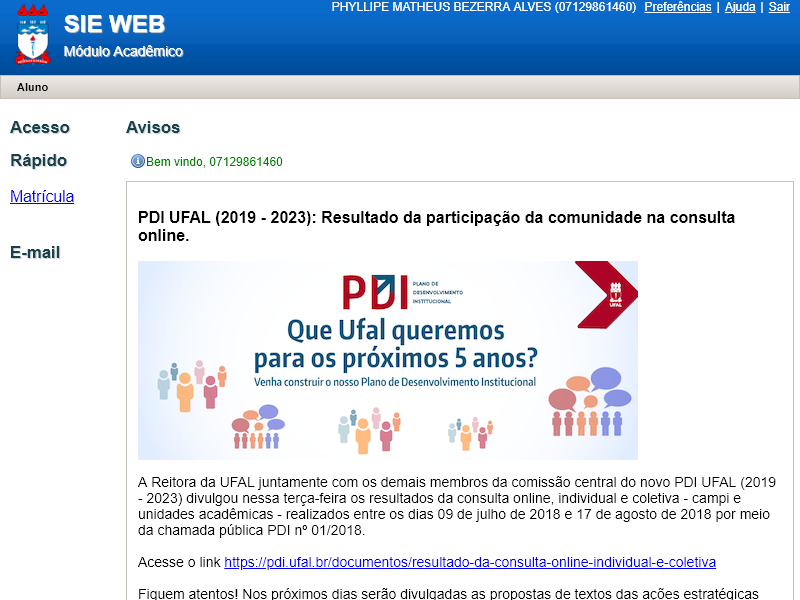 PHYLLIPE MATHEUS BEZERRA ALVES (07129861460) Preferências | Ajuda | Sair
SIE WEB
Módulo Acadêmico
Aluno
Acesso
Rápido
Matrícula
E-mail
Avisos
Bem vindo, 07129861460
PDI UFAL (2019 - 2023): Resultado da participação da comunidade na consulta
online.
PDI
PLANO DE
DESENVOLVIMENTO
INSTITUCIONAL
UFAL
Que Ufal queremos
para os próximos 5 anos?
Venha construir o nosso Plano de Desenvolvimento Institucional
A Reitora da UFAL juntamente com os demais membros da comissão central do novo PDI UFAL (2019
- 2023) divulgou nessa terça-feira os resultados da consulta online, individual e coletiva - campi e
unidades acadêmicas - realizados entre os dias 09 de julho de 2018 e 17 de agosto de 2018 por meio
da chamada pública PDI nº 01/2018.
Acesse o link https://pdi.ufal.br/documentos/resultado-da-consulta-online-individual-e-coletiva
Fiquem atentos! Nos próximos dias serão divulgadas as propostas de textos das ações estratégicas